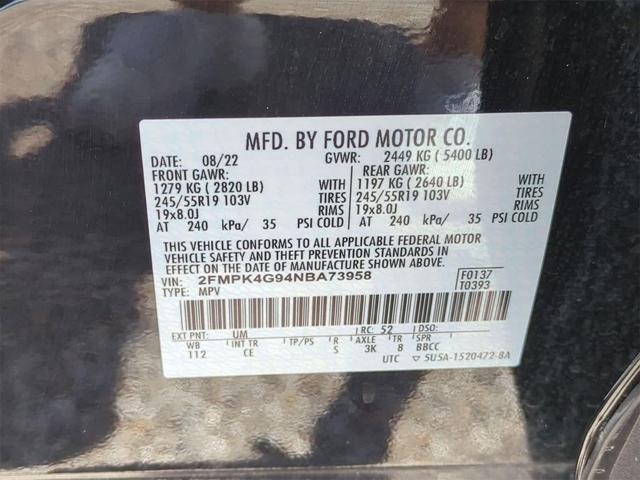 MFD. BY FORD MOTOR CO.
DATE: 08/22 GVWR: 2449 KG ( 5400 LB)
FRONT GAWR: REAR GAWR:
1279 KG ( 2820 LB) WITH 1197 KG ( 2640 LB) WITH
245/55R19 103V TIRES 245/55R19 103V TIRES
19x8.0J RIMS 19x8.0J RIMS
AT 240 kPa/ 35 PSI COLD AT 240 kPa/ 35 PSI COLD
THIS VEHICLE CONFORMS TO ALL APPLICABLE FEDERAL MOTOR
VEHICLE SAFETY AND THEFT PREVENTION STANDARDS IN
EFFECT ON THE DATE OF MANUFACTURE SHOWN ABOVE.
VIN: 2FMPK4G94NBA73958 F0137
TYPE: MPV T0393
EXT PNT: UM RC: 52 DSO:
WB INT TR TP/PS R AXLE TR SPR
112 CE 5 3K 8 BBCC
UTC ▽ 5U5A-1520472-8A